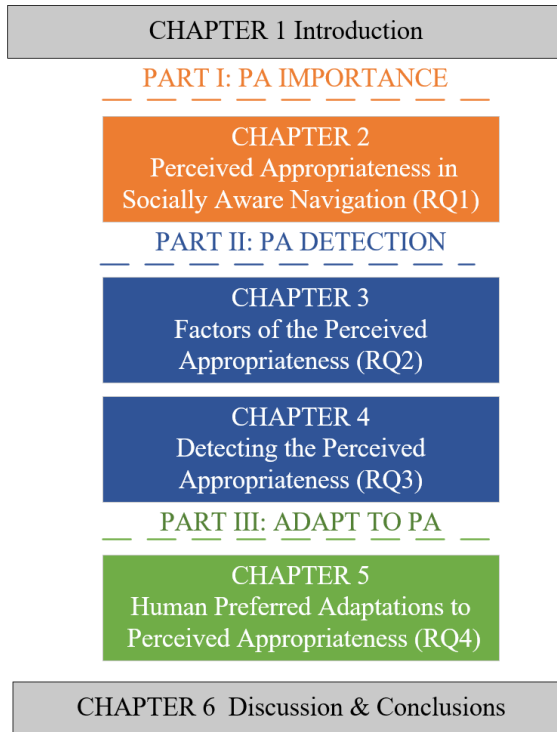 CHAPTER 1 Introduction
PART I: PA IMPORTANCE
CHAPTER 2
Perceived Appropriateness in
Socially Aware Navigation (RQ1)
PART II: PA DETECTION
CHAPTER 3
Factors of the Perceived
Appropriateness (RQ2)
CHAPTER 4
Detecting the Perceived
Appropriateness (RQ3)
PART III: ADAPT TO PA
CHAPTER 5
Human Preferred Adaptations to
Perceived Appropriateness (RQ4)
CHAPTER 6 Discussion & Conclusions